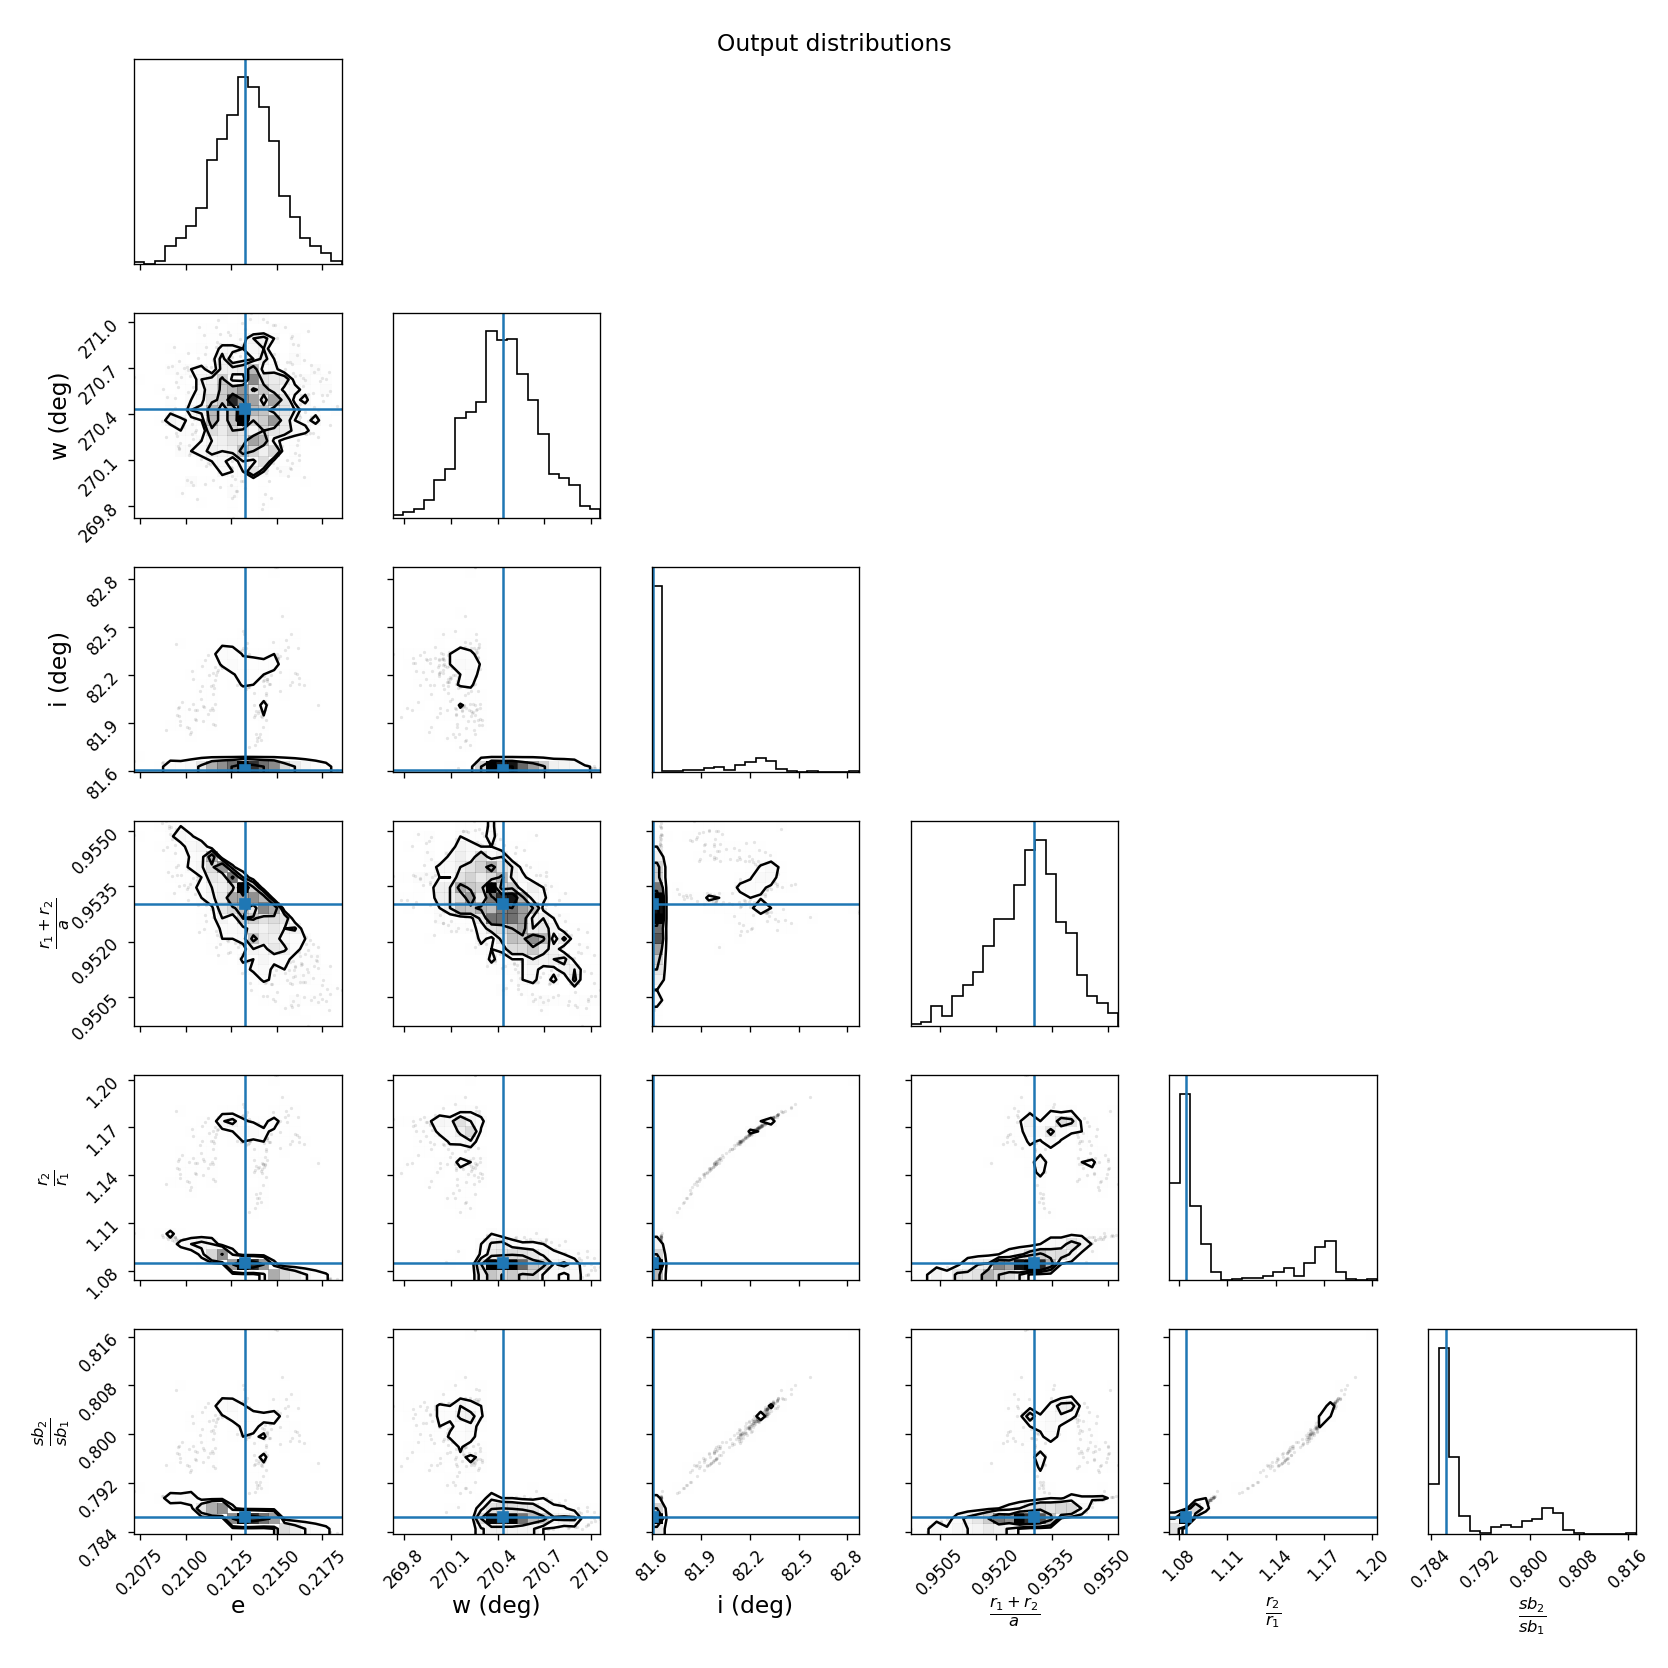 Output distributions
271.0
270.7
270.4
270.1
269.8
w (deg)
82.8
82.5
82.2
81.9
81.6
i (deg)
0.9550
0.9535
0.9520
0.9505
r₁ + r₂
a
1.20
1.17
1.14
1.11
1.08
r₂
r₁
0.816
0.808
0.800
0.792
0.784
sb₂
sb₁
0.2075 0.2100 0.2125 0.2150 0.2175
e
269.8 270.1 270.4 270.7 271.0
w (deg)
81.6 81.9 82.2 82.5 82.8
i (deg)
0.9505 0.9520 0.9535 0.9550
r₁ + r₂
a
1.08 1.11 1.14 1.17 1.20
r₂
r₁
0.784 0.792 0.800 0.808 0.816
sb₂
sb₁